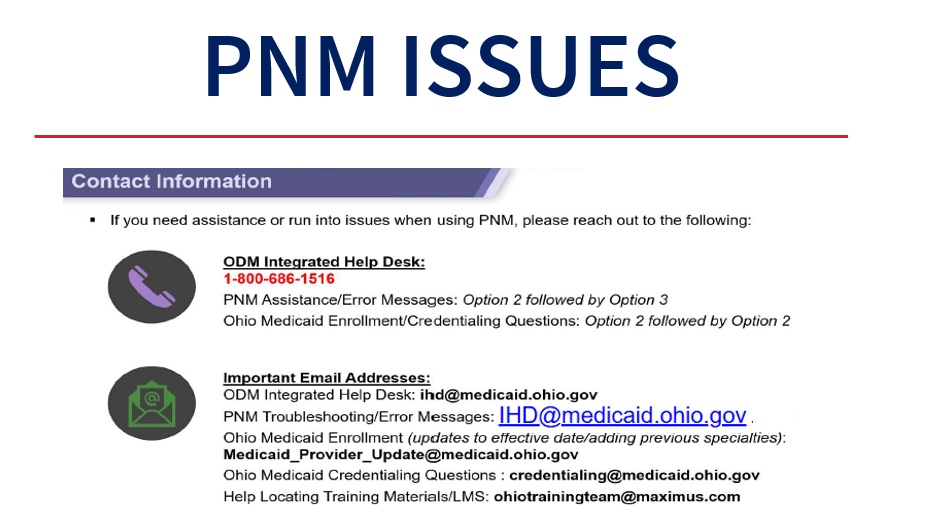 PNM ISSUES
Contact Information
▪ If you need assistance or run into issues when using PNM, please reach out to the following:
ODM Integrated Help Desk:
1-800-686-1516
PNM Assistance/Error Messages: Option 2 followed by Option 3
Ohio Medicaid Enrollment/Credentialing Questions: Option 2 followed by Option 2
@
Important Email Addresses:
ODM Integrated Help Desk: ihd@medicaid.ohio.gov
PNM Troubleshooting/Error Messages: IHD@medicaid.ohio.gov .
Ohio Medicaid Enrollment (updates to effective date/adding previous specialties):
Medicaid_Provider_Update@medicaid.ohio.gov
Ohio Medicaid Credentialing Questions : credentialing@medicaid.ohio.gov
Help Locating Training Materials/LMS: ohiotrainingteam@maximus.com